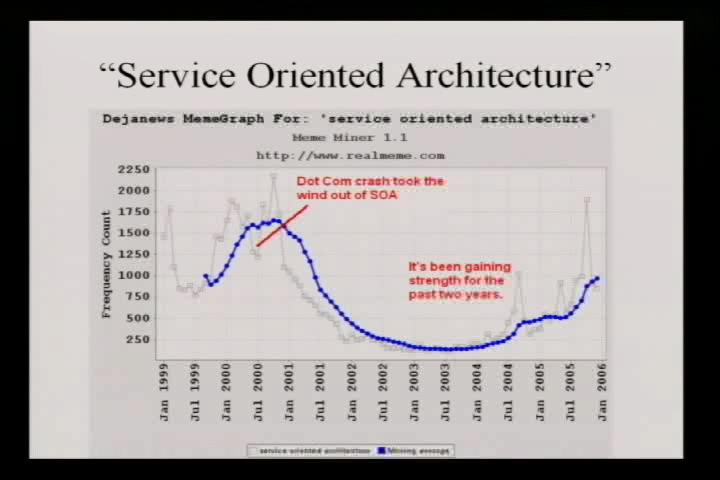 “Service Oriented Architecture”
Dejanews MemeGraph For: 'service oriented architecture'
Meme Miner 1.1
http://www.realmeme.com
2250
2000
1750
1500
1250
1000
750
500
250
Frequency Count
Dot Com crash took the
wind out of SOA
It's been gaining
strength for the
past two years.
Jan 1999
Jul 1999
Jan 2000
Jul 2000
Jan 2001
Jul 2001
Jan 2002
Jul 2002
Jan 2003
Jul 2003
Jan 2004
Jul 2004
Jan 2005
Jul 2005
Jan 2006
service oriented architecture Moving average